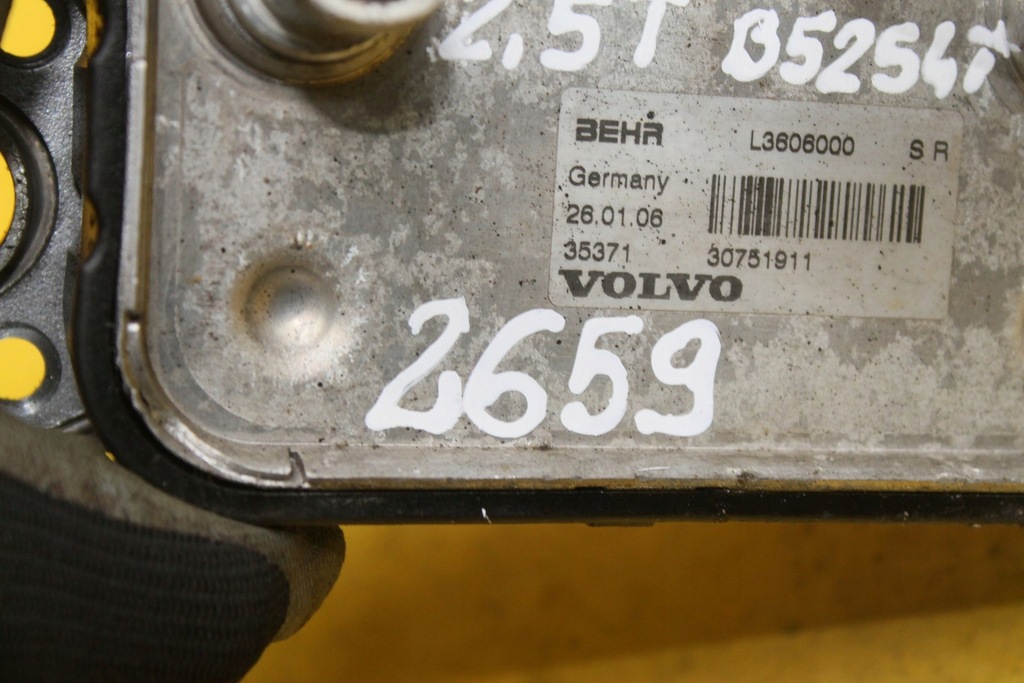 2,5T B5254T*
BEHR L3606000 S R
Germany
26.01.06
35371 30751911
VOLVO
2659